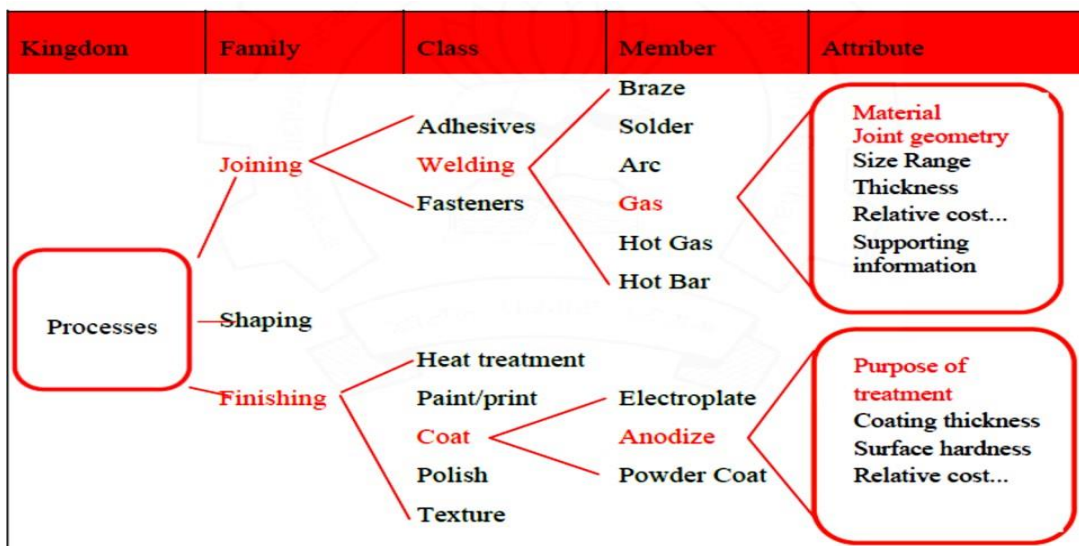 Kingdom
Family
Class
Member
Attribute
Processes
Joining
Shaping
Finishing
Adhesives
Welding
Fasteners
Heat treatment
Paint/print
Coat
Polish
Texture
Braze
Solder
Arc
Gas
Hot Gas
Hot Bar
Electroplate
Anodize
Powder Coat
Material
Joint geometry
Size Range
Thickness
Relative cost...
Supporting
information
Purpose of
treatment
Coating thickness
Surface hardness
Relative cost...